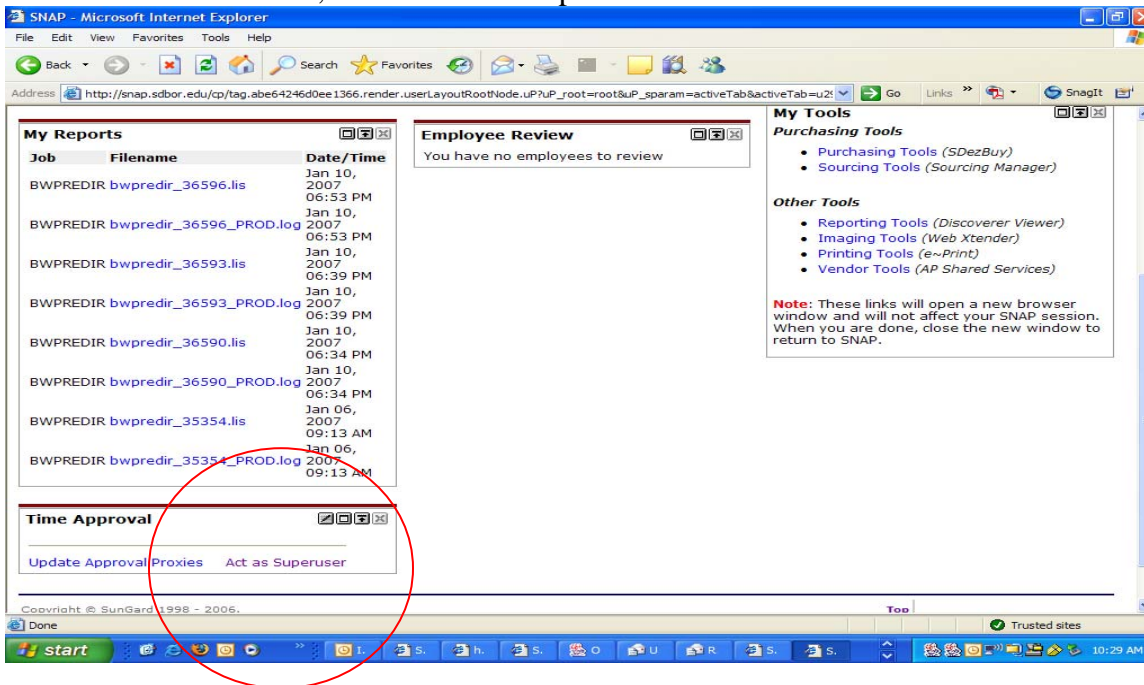 SNAP - Microsoft Internet Explorer
File Edit View Favorites Tools Help
Back Search Favorites
Address http://snap.sdbor.edu/cp/tag.abe64246d0ee1366.render.userLayoutRootNode.uP?uP_root=root&uP_sparam=activeTab&activeTab=u2 Go Links » SnagIt
My Reports
Job Filename Date/Time
BWPREDIR bwpredir_36596.lis Jan 10, 2007 06:53 PM
BWPREDIR bwpredir_36596_PROD.log Jan 10, 2007 06:53 PM
BWPREDIR bwpredir_36593.lis Jan 10, 2007 06:39 PM
BWPREDIR bwpredir_36593_PROD.log Jan 10, 2007 06:39 PM
BWPREDIR bwpredir_36590.lis Jan 10, 2007 06:34 PM
BWPREDIR bwpredir_36590_PROD.log Jan 10, 2007 06:34 PM
BWPREDIR bwpredir_35354.lis Jan 06, 2007 09:13 AM
BWPREDIR bwpredir_35354_PROD.log Jan 06, 2007 09:13 AM
Time Approval
Update Approval Proxies Act as Superuser
Employee Review
You have no employees to review
My Tools
Purchasing Tools
• Purchasing Tools (SDezBuy)
• Sourcing Tools (Sourcing Manager)
Other Tools
• Reporting Tools (Discoverer Viewer)
• Imaging Tools (Web Xtender)
• Printing Tools (e~Print)
• Vendor Tools (AP Shared Services)
Note: These links will open a new browser
window and will not affect your SNAP session.
When you are done, close the new window to
return to SNAP.
Copyright © SunGard 1998 - 2006.
Top
Done Trusted sites
start » I. S. h. S. O U R S. S. 10:29 AM